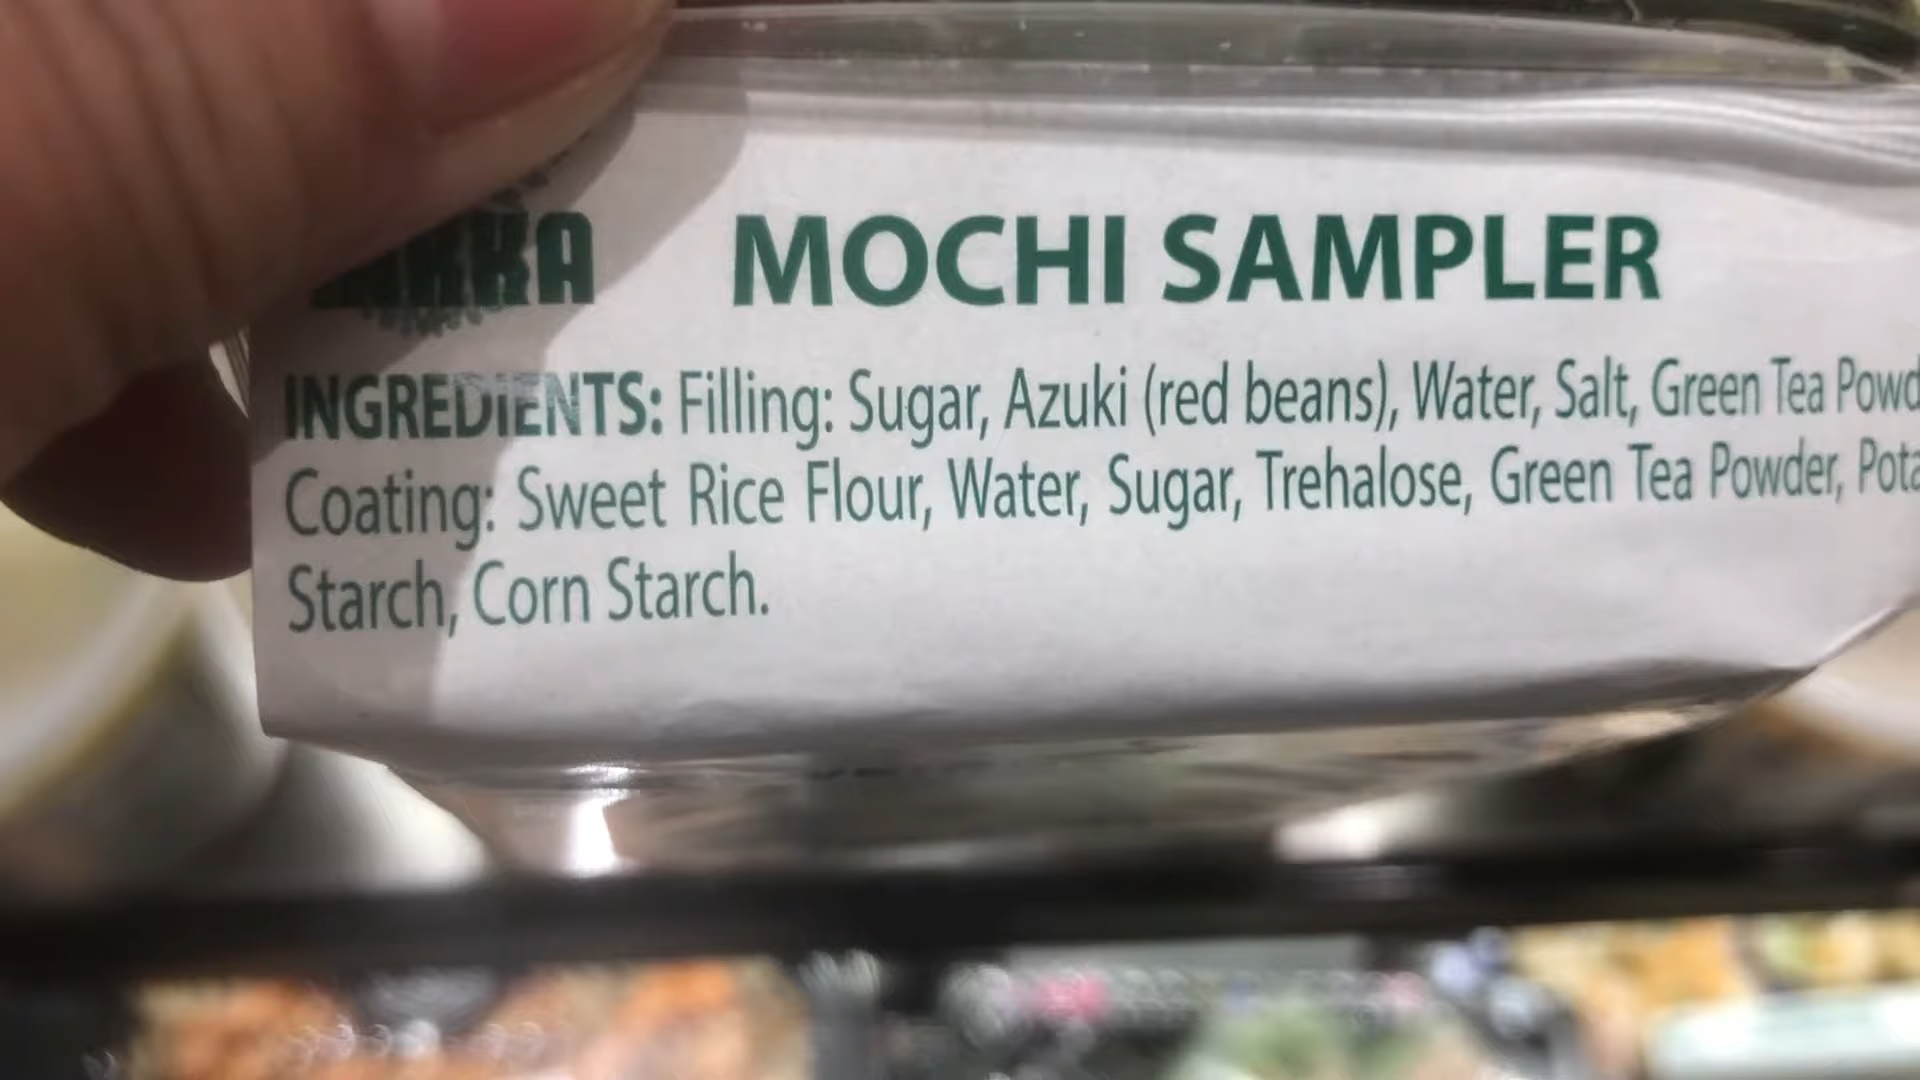 MOCHI SAMPLER
INGREDIENTS: Filling: Sugar, Azuki (red beans), Water, Salt, Green Tea Powd
Coating: Sweet Rice Flour, Water, Sugar, Trehalose, Green Tea Powder, Pota
Starch, Corn Starch.